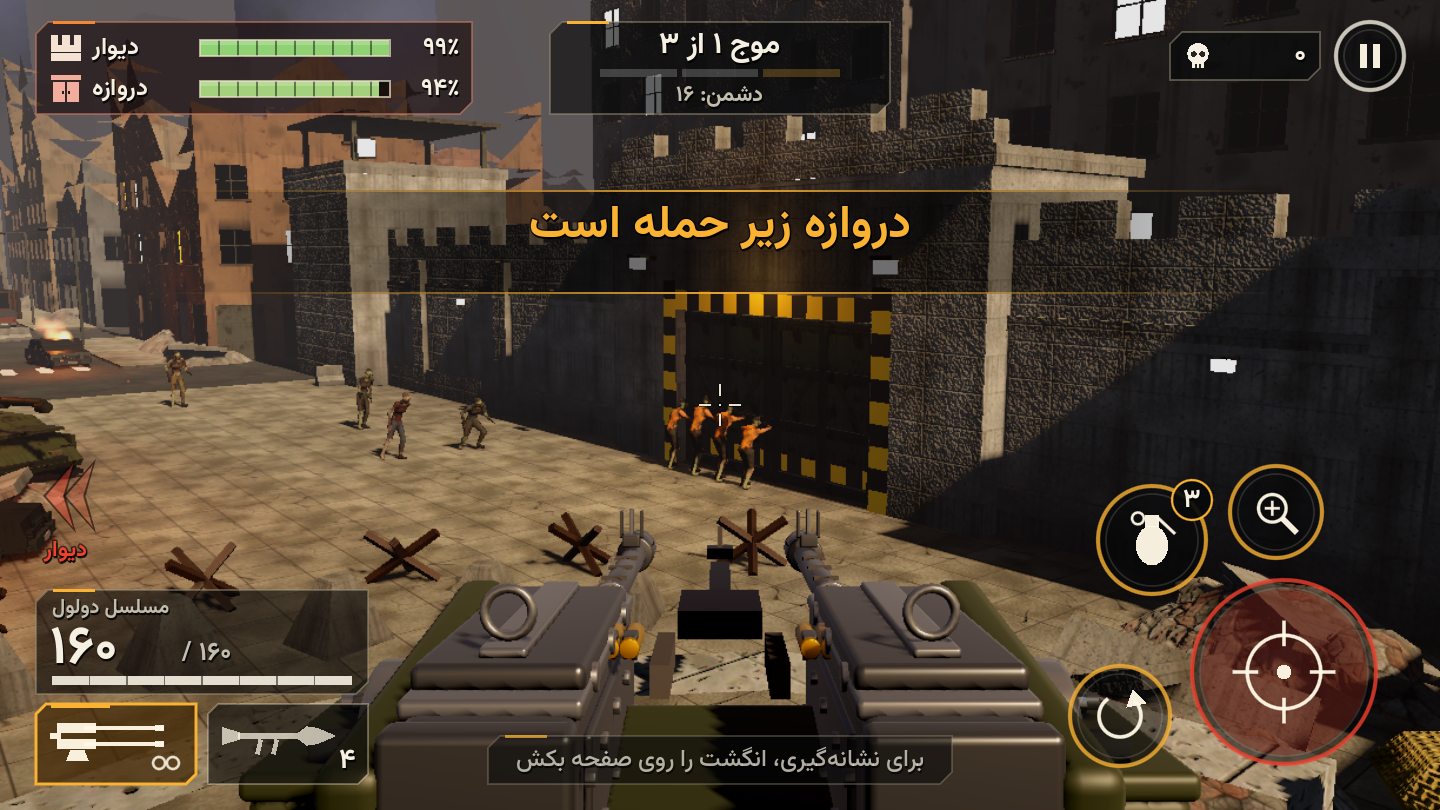 دیوار ۹۹٪
دروازه ۹۴٪
موج ۱ از ۳
دشمن: ۱۶
۰
دروازه زیر حمله است
۳
دیوار
مسلسل دولول
۱۶۰ / ۱۶۰
∞
۴
برای نشانه‌گیری، انگشت را روی صفحه بکش